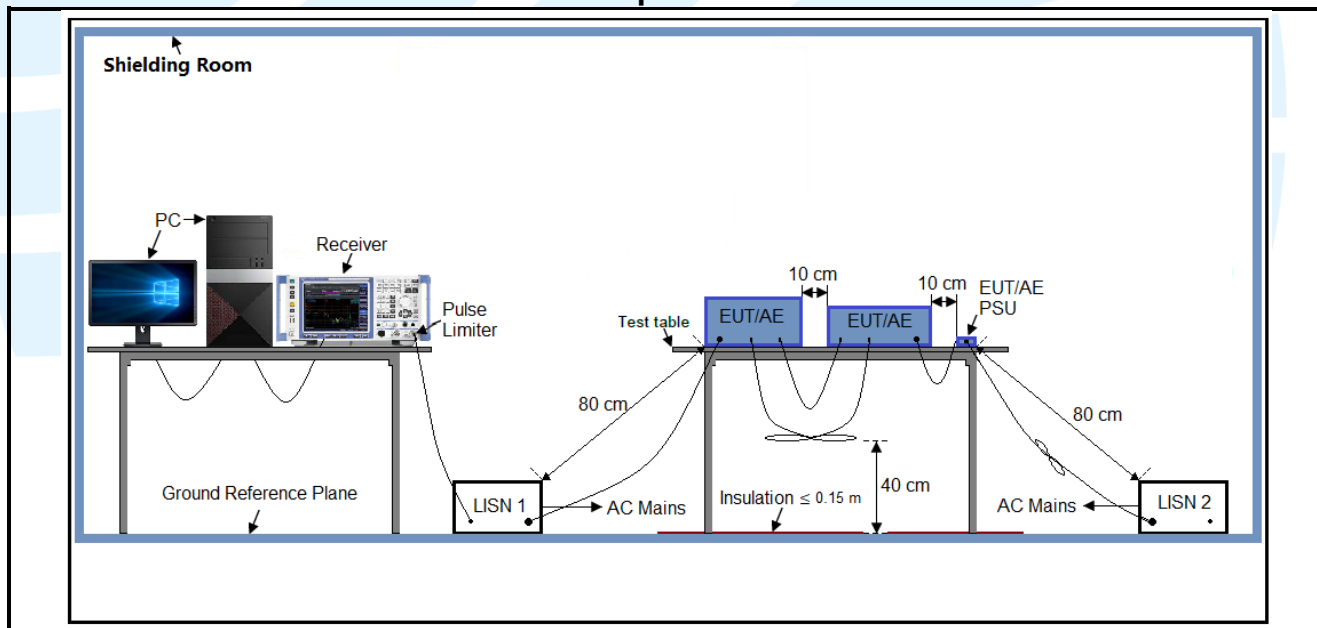 Shielding Room
PC
Receiver
Pulse
Limiter
10 cm
10 cm
EUT/AE
PSU
EUT/AE
EUT/AE
Test table
80 cm
80 cm
40 cm
Ground Reference Plane
LISN 1
AC Mains
Insulation ≤ 0.15 m
AC Mains
LISN 2